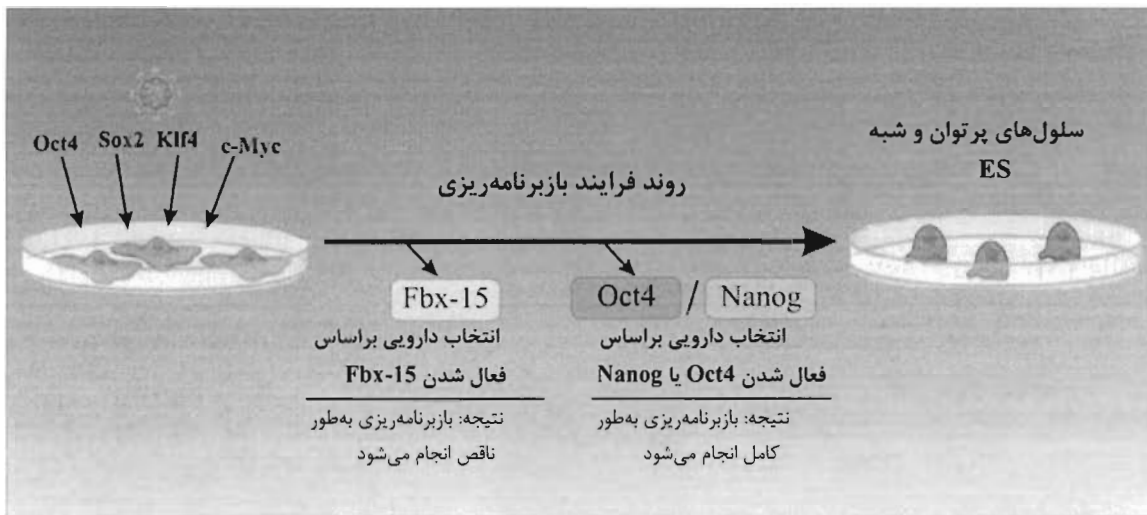 Oct4 Sox2 Klf4 c-Myc
سلول‌های پرتوان و شبه
ES
روند فرایند بازبرنامه‌ریزی
Fbx-15
Oct4 / Nanog
انتخاب دارویی براساس
فعال شدن Fbx-15
نتیجه: بازبرنامه‌ریزی به‌طور
ناقص انجام می‌شود
انتخاب دارویی براساس
فعال شدن Oct4 یا Nanog
نتیجه: بازبرنامه‌ریزی به‌طور
کامل انجام می‌شود